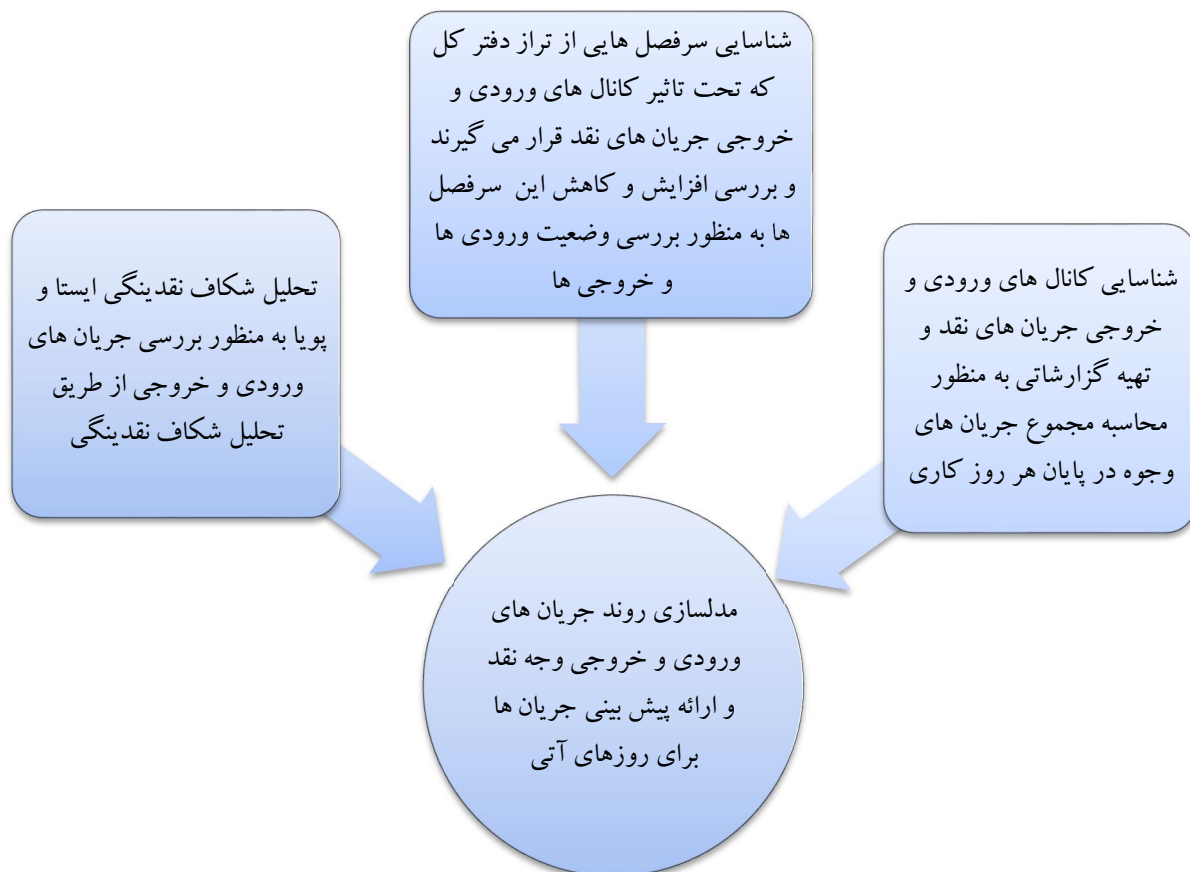 شناسایی سرفصل هایی از تراز دفتر کل
که تحت تاثیر کانال های ورودی و
خروجی جریان های نقد قرار می گیرند
و بررسی افزایش و کاهش این سرفصل
ها به منظور بررسی وضعیت ورودی ها
و خروجی ها
شناسایی کانال های ورودی و
خروجی جریان های نقد و
تهیه گزارشاتی به منظور
محاسبه مجموع جریان های
وجوه در پایان هر روز کاری
تحلیل شکاف نقدینگی ایستا و
پویا به منظور بررسی جریان های
ورودی و خروجی از طریق
تحلیل شکاف نقدینگی
مدلسازی روند جریان های
ورودی و خروجی وجه نقد
و ارائه پیش بینی جریان ها
برای روزهای آتی